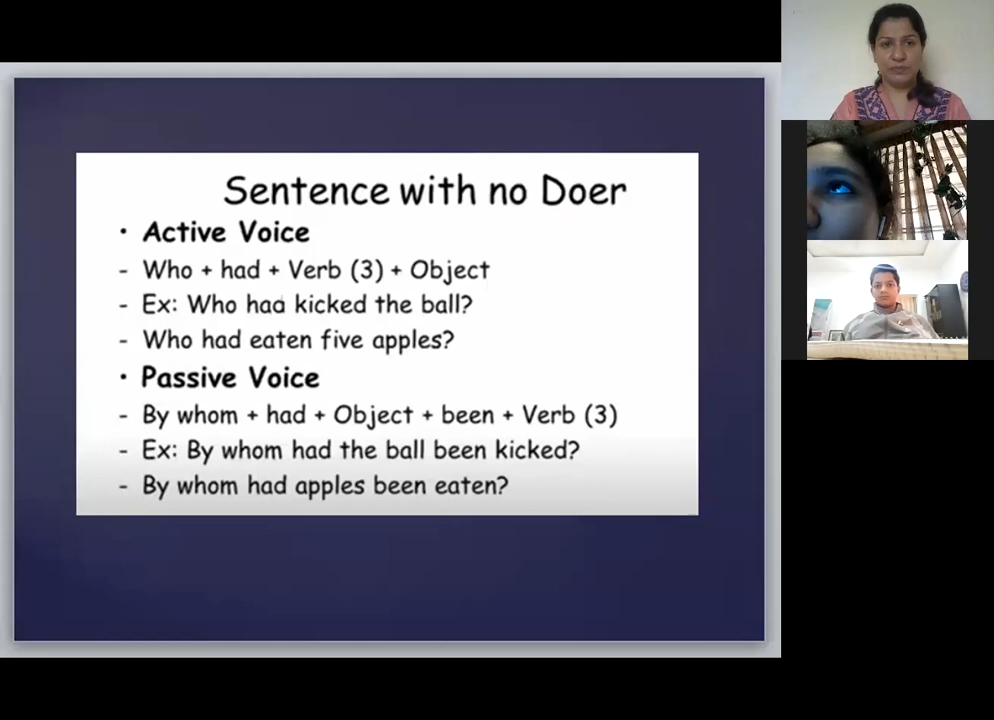 Sentence with no Doer
• Active Voice
- Who + had + Verb (3) + Object
- Ex: Who had kicked the ball?
- Who had eaten five apples?
• Passive Voice
- By whom + had + Object + been + Verb (3)
- Ex: By whom had the ball been kicked?
- By whom had apples been eaten?